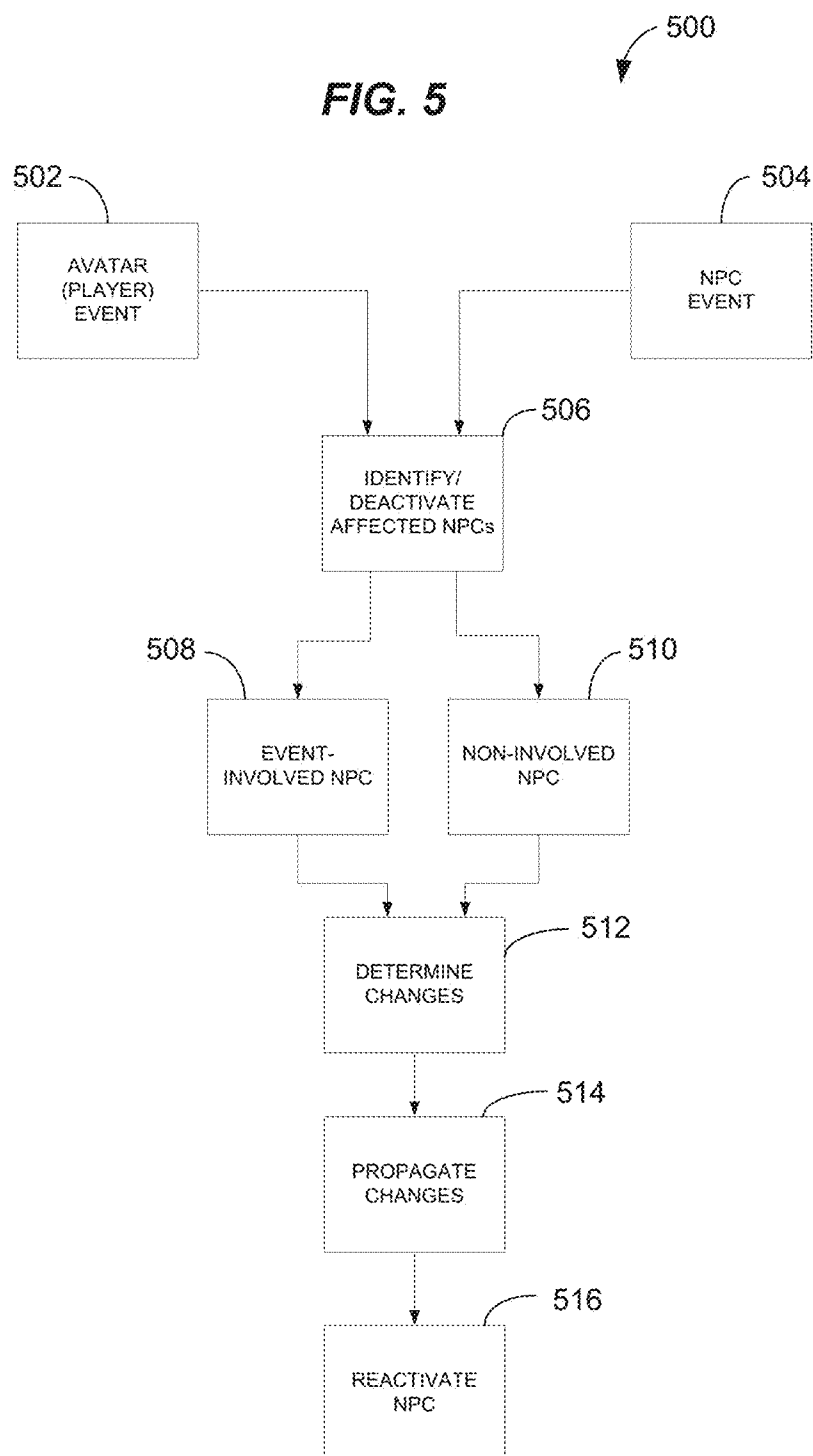 500
FIG. 5
502
504
AVATAR
(PLAYER)
EVENT
NPC
EVENT
506
IDENTIFY/
DEACTIVATE
AFFECTED NPCs
508
510
EVENT-
INVOLVED NPC
NON-INVOLVED
NPC
512
DETERMINE
CHANGES
514
PROPAGATE
CHANGES
516
REACTIVATE
NPC